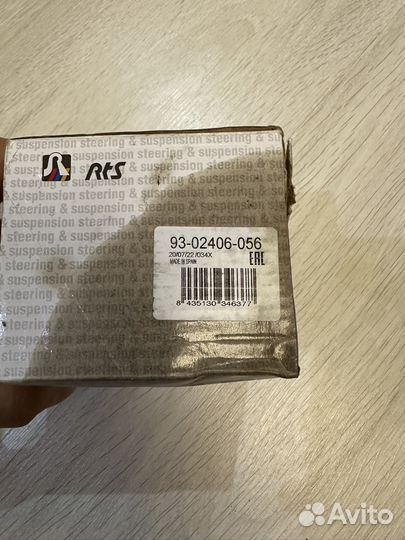 steering & suspension steering & suspension steering & suspension
RTS
93-02406-056
20/07/22 /034X
MADE IN SPAIN
EAC
8 435130 346377
Avito